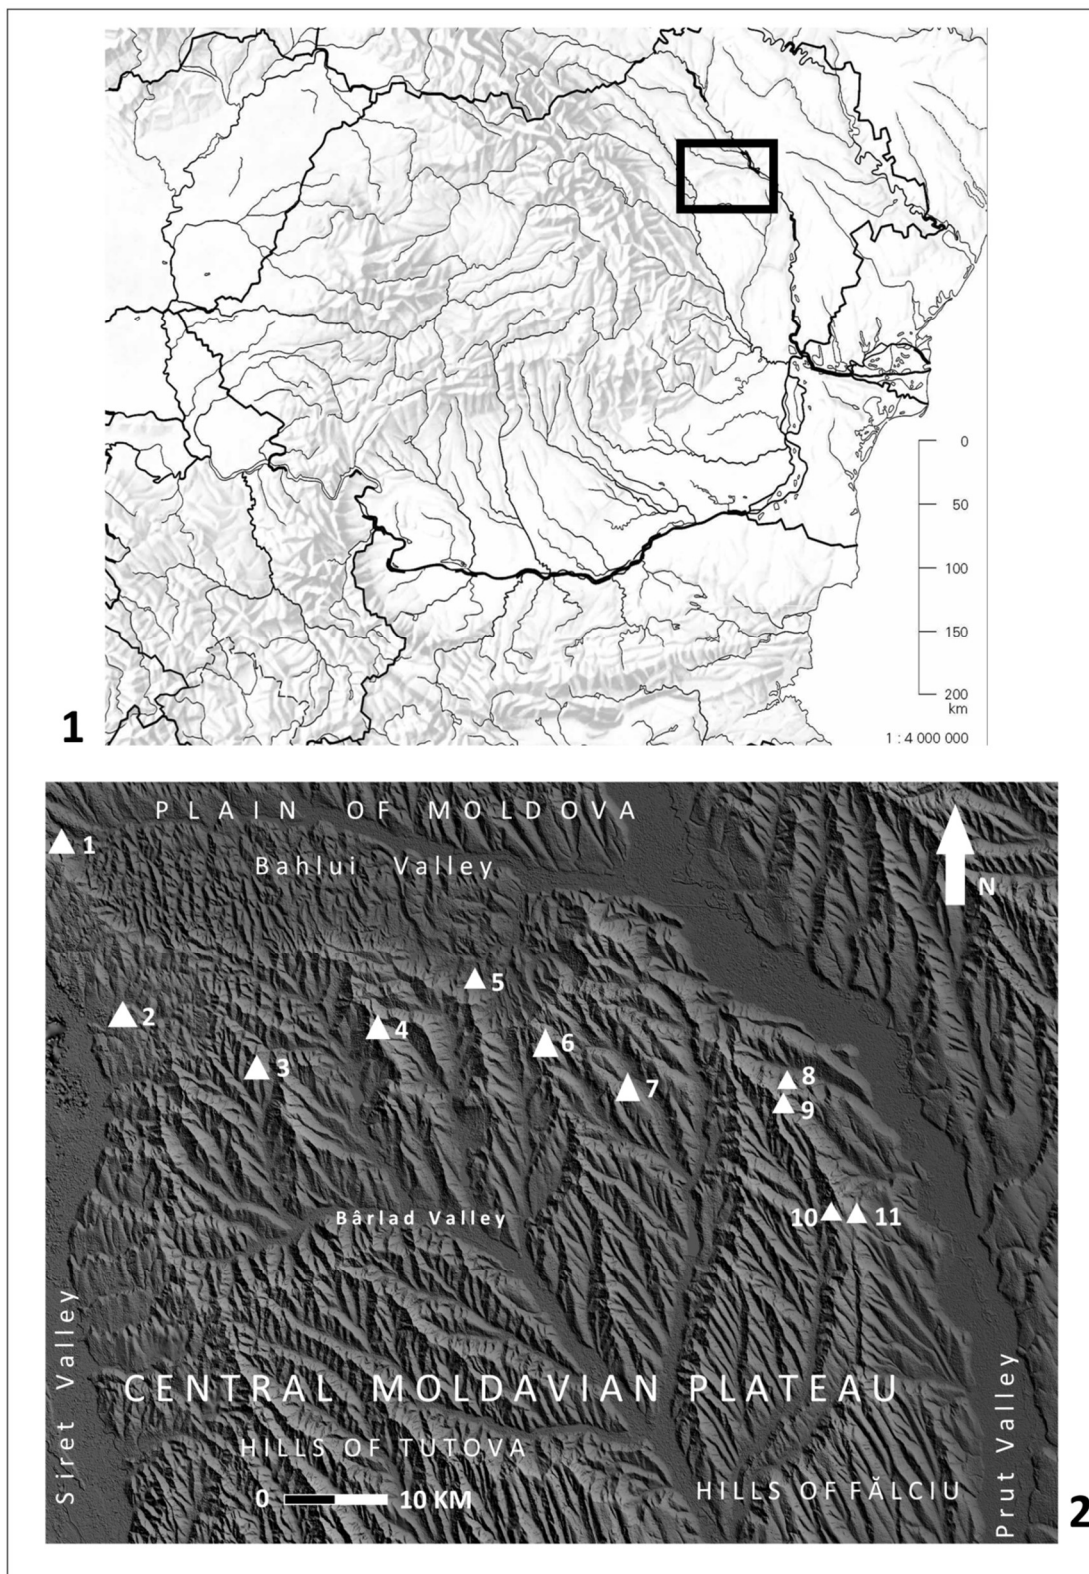 0
50
100
150
200
km
1 : 4 000 000
1
PLAIN OF MOLDOVA
1
Bahlui Valley
N
5
2
4
6
3
8
7
9
10
11
Bârlad Valley
Siret Valley
CENTRAL MOLDAVIAN PLATEAU
HILLS OF TUTOVA
0 10 KM
HILLS OF FĂLCIU
Prut Valley
2